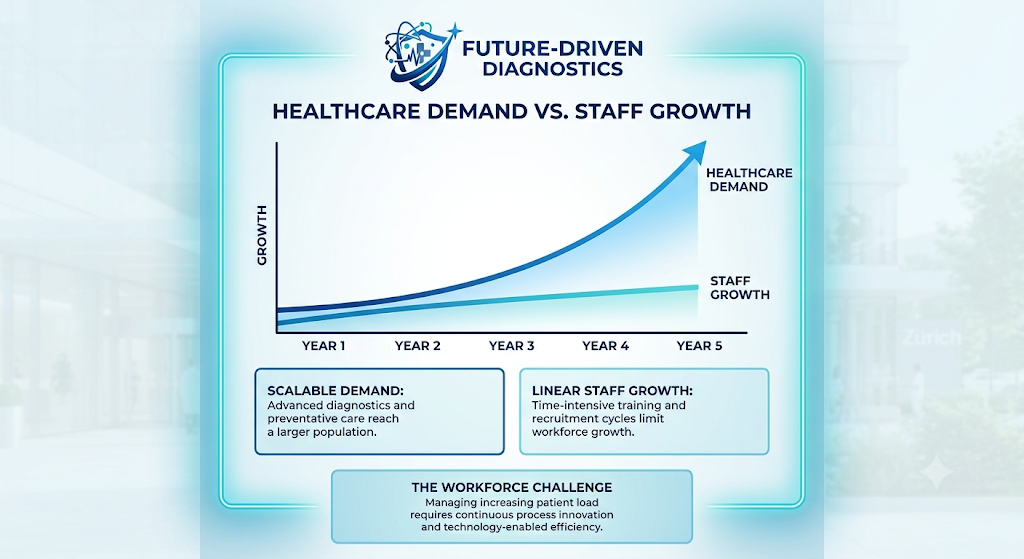 FUTURE-DRIVEN
DIAGNOSTICS
HEALTHCARE DEMAND VS. STAFF GROWTH
GROWTH
HEALTHCARE
DEMAND
STAFF
GROWTH
YEAR 1 YEAR 2 YEAR 3 YEAR 4 YEAR 5
SCALABLE DEMAND:
Advanced diagnostics and
preventative care reach
a larger population.
LINEAR STAFF GROWTH:
Time-intensive training and
recruitment cycles limit
workforce growth.
THE WORKFORCE CHALLENGE
Managing increasing patient load
requires continuous process innovation
and technology-enabled efficiency.
Zürich